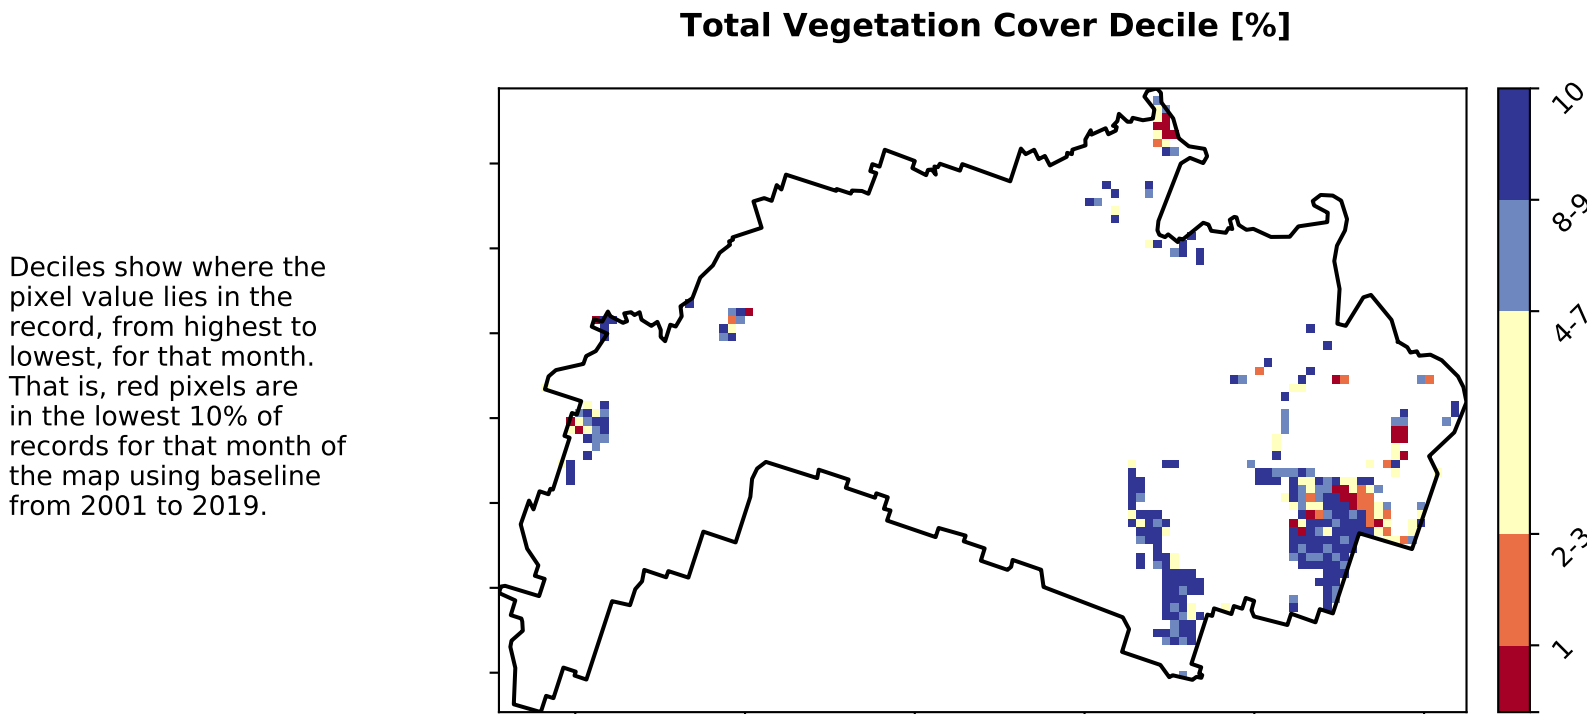 Total Vegetation Cover Decile [%]
Deciles show where the
pixel value lies in the
record, from highest to
lowest, for that month.
That is, red pixels are
in the lowest 10% of
records for that month of
the map using baseline
from 2001 to 2019.
10
8-9
4-7
2-3
1